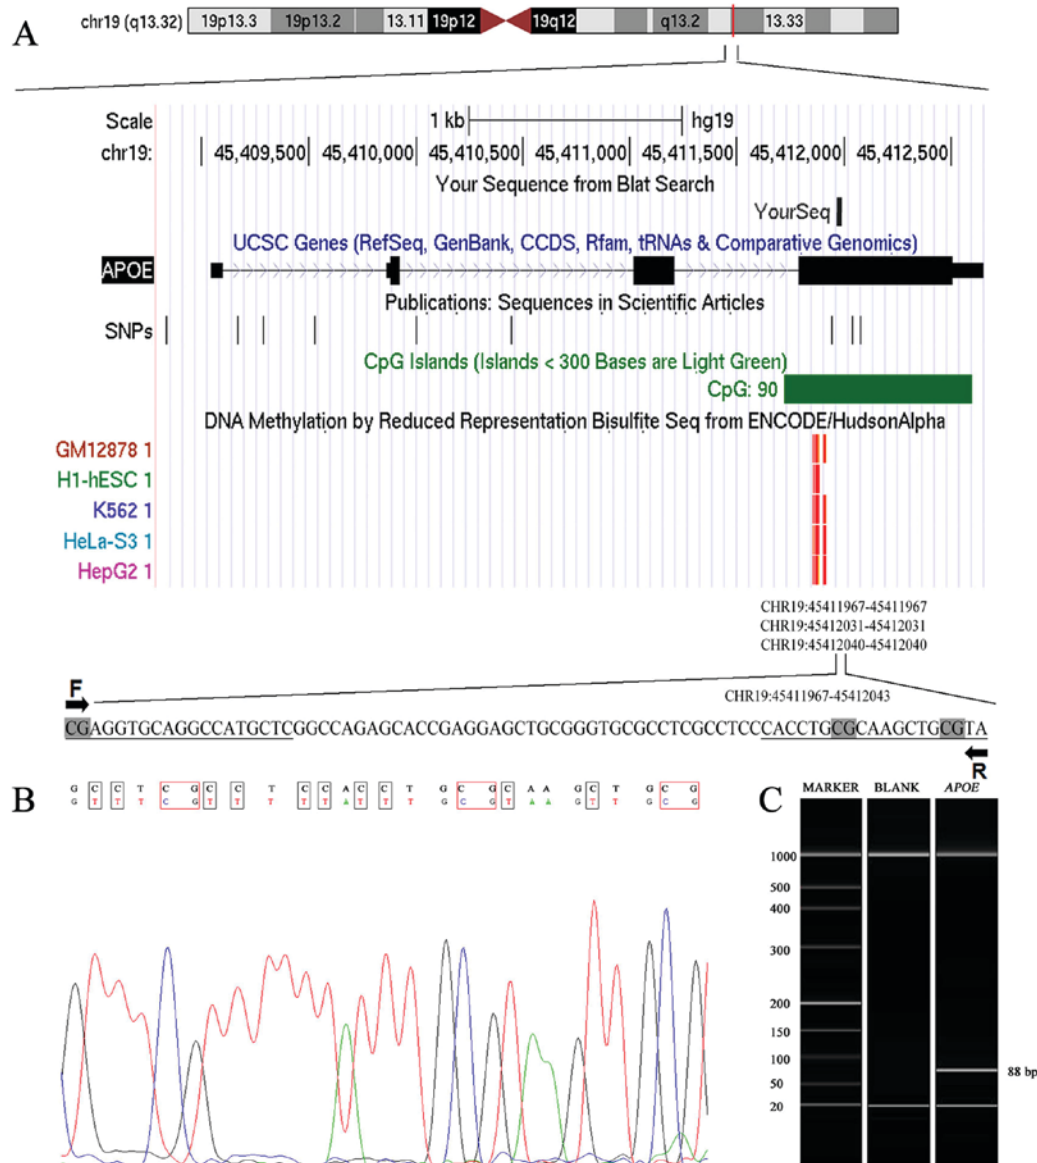 A
chr19 (q13.32) 19p13.3 19p13.2 13.11 19p12 19q12 q13.2 13.33
Scale 1 kb hg19
chr19: 45,409,500 45,410,000 45,410,500 45,411,000 45,411,500 45,412,000 45,412,500
Your Sequence from Blat Search
YourSeq
UCSC Genes (RefSeq, GenBank, CCDS, Rfam, tRNAs & Comparative Genomics)
APOE
Publications: Sequences in Scientific Articles
SNPs
CpG Islands (Islands < 300 Bases are Light Green)
CpG: 90
DNA Methylation by Reduced Representation Bisulfite Seq from ENCODE/HudsonAlpha
GM12878 1
H1-hESC 1
K562 1
HeLa-S3 1
HepG2 1
CHR19:45411967-45411967
CHR19:45412031-45412031
CHR19:45412040-45412040
F
CHR19:45411967-45412043
CGAGGTGCAGGCCATGCTCGGCCAGAGCACCGAGGAGCTGCGGGTGCGCCTCGCCTCCCACCTGCGCAAGCTGCGTA
R
B
G C C T C G C C T C C A C C T G C G C A A G C T G C G
G T T T C G T T T T T A T T T G C G T A A G T T G C G
C
MARKER BLANK APOE
1000
500
400
300
200
150
100
50
20
88 bp